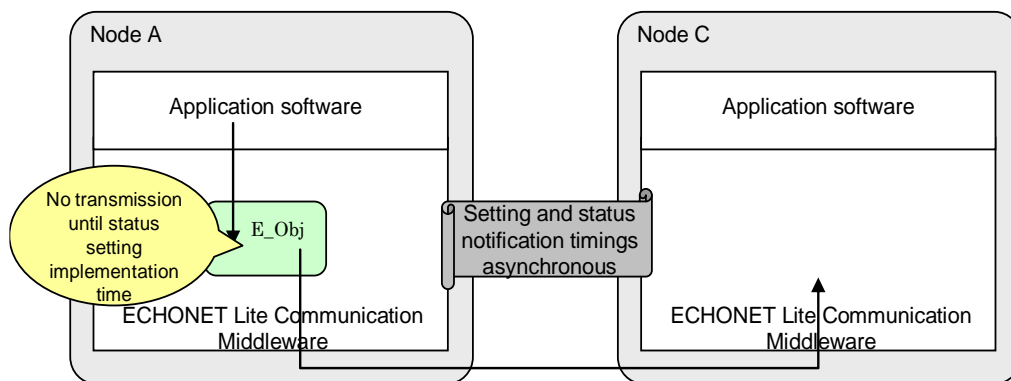 Node A
Node C
Application software
Application software
No transmission
until status
setting
implementation
time
E_Obj
Setting and status
notification timings
asynchronous
ECHONET Lite Communication
Middleware
ECHONET Lite Communication
Middleware